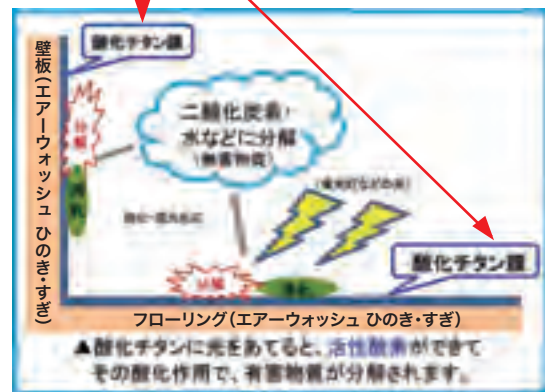 酸化チタン膜
壁板(エアーウォッシュ ひのき・すぎ)
分解
二酸化炭素・
水などに分解
(無害物質)
酸化チタン膜
分解
フローリング(エアーウォッシュ ひのき・すぎ)
▲酸化チタンに光をあてると、活性酸素ができて
その酸化作用で、有害物質が分解されます。